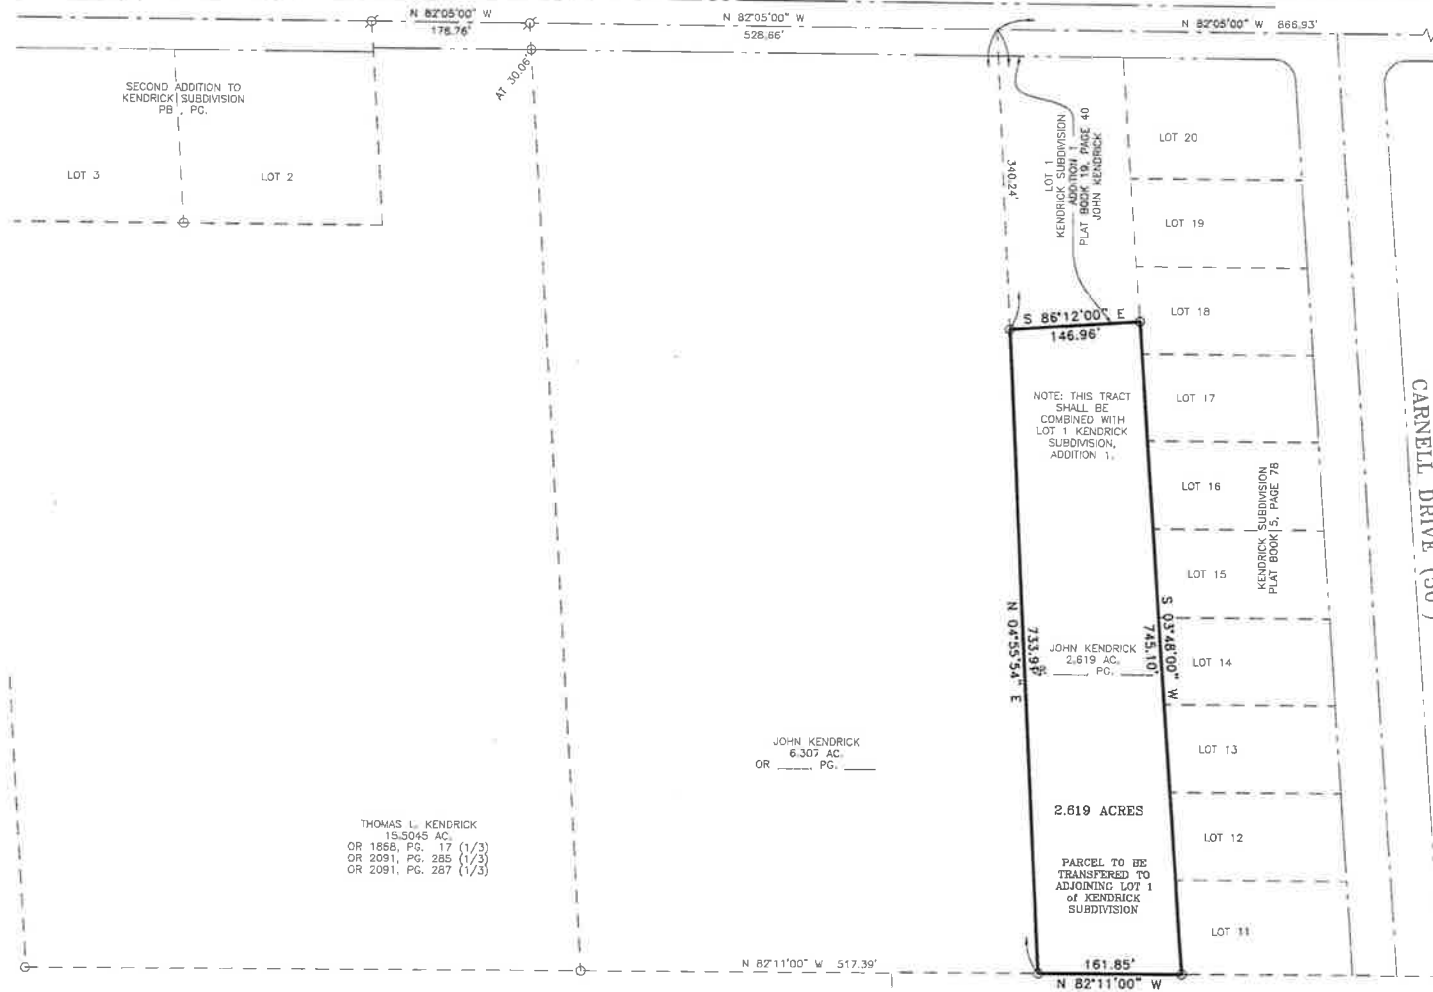 N 82°05'00" W
178.76'
N 82°05'00" W
528.66'
N 82°05'00" W 866.93'
AT 30.06'
SECOND ADDITION TO
KENDRICK SUBDIVISION
PB , PG.
LOT 3
LOT 2
340.24'
LOT 1
KENDRICK SUBDIVISION
ADDITION 1
PLAT BOOK 19, PAGE 40
JOHN KENDRICK
LOT 20
LOT 19
LOT 18
LOT 17
LOT 16
LOT 15
LOT 14
LOT 13
LOT 12
LOT 11
KENDRICK SUBDIVISION
PLAT BOOK 5, PAGE 78
CARNELL DRIVE (50')
S 86°12'00" E
146.96'
NOTE: THIS TRACT
SHALL BE
COMBINED WITH
LOT 1 KENDRICK
SUBDIVISION,
ADDITION 1.
N 04°55'54" E
S 03°48'00" W
745.10'
JOHN KENDRICK
2.619 AC.
PG.
JOHN KENDRICK
6.307 AC.
OR ____, PG. ____
2.619 ACRES
PARCEL TO BE
TRANSFERED TO
ADJOINING LOT 1
of KENDRICK
SUBDIVISION
THOMAS L. KENDRICK
15.5045 AC.
OR 1858, PG. 17 (1/3)
OR 2091, PG. 285 (1/3)
OR 2091, PG. 287 (1/3)
N 82°11'00" W 517.39'
161.85'
N 82°11'00" W